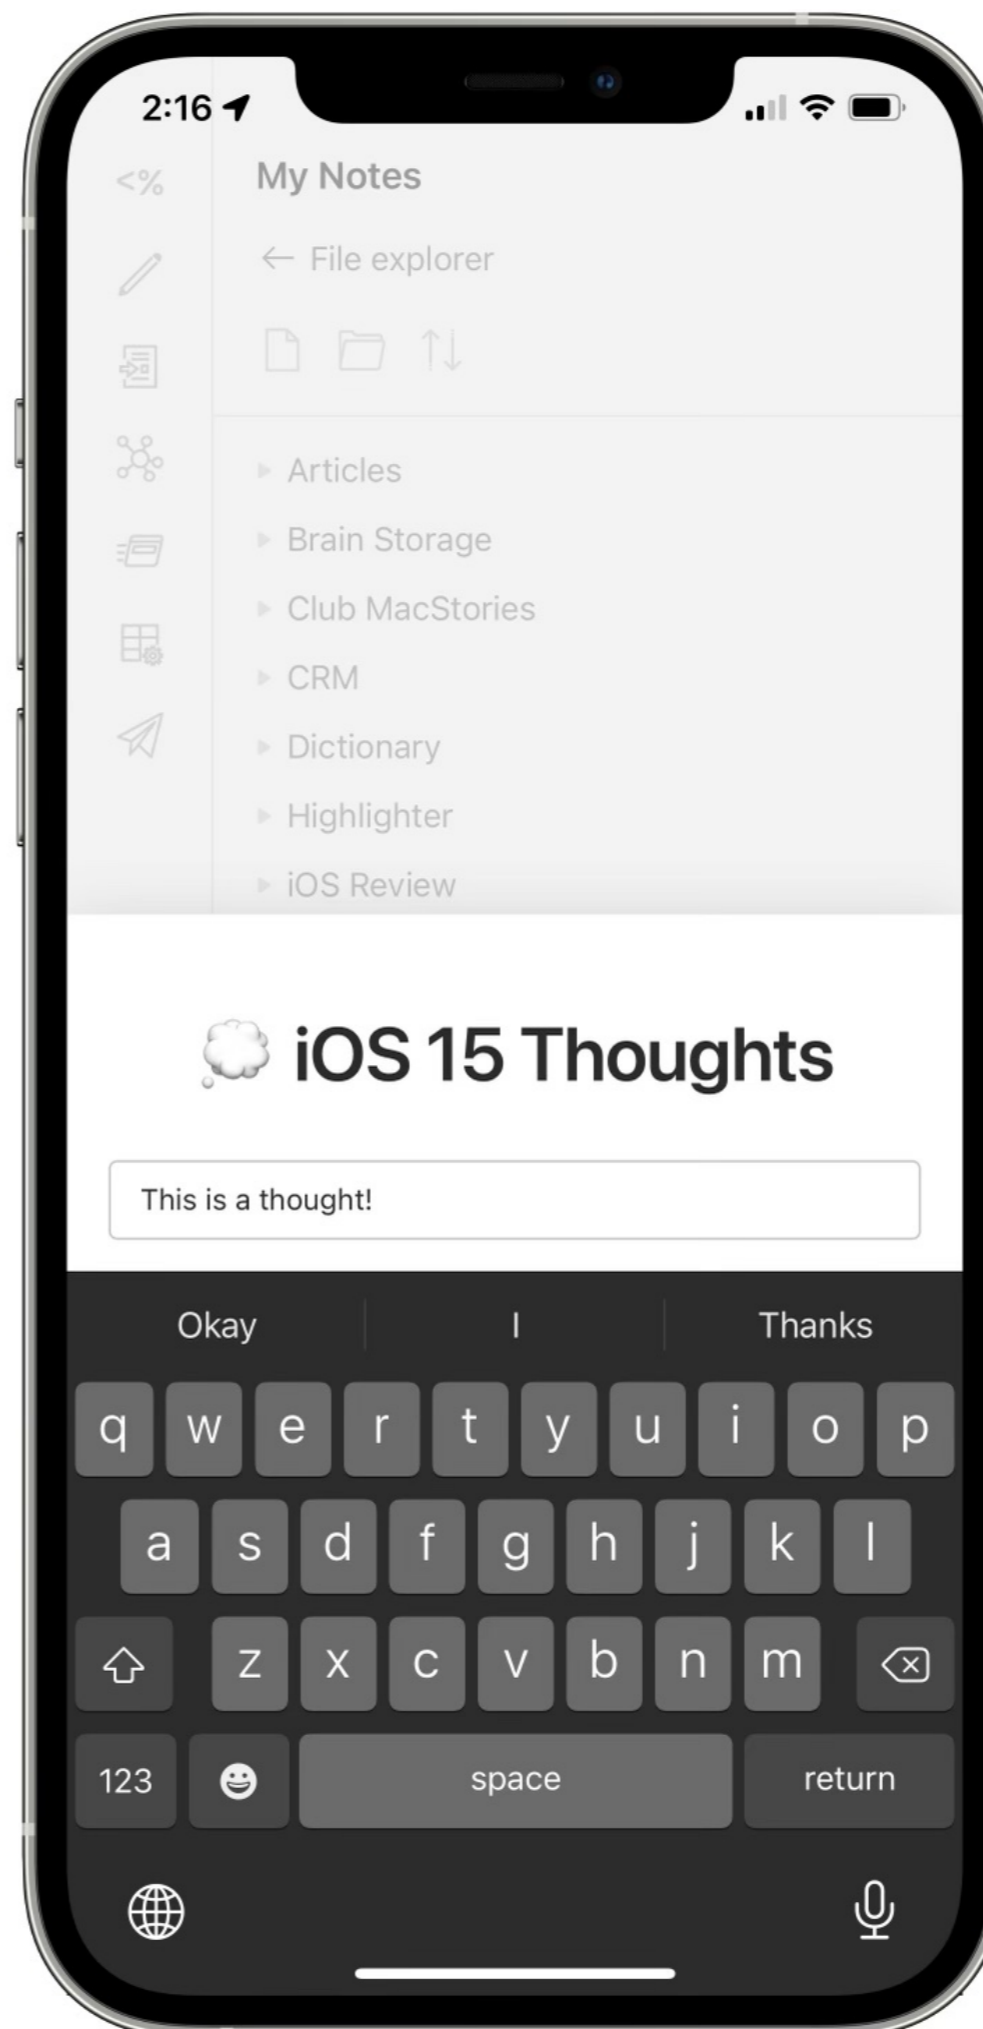 2:16
<%
My Notes
← File explorer
Articles
Brain Storage
Club MacStories
CRM
Dictionary
Highlighter
iOS Review
💭 iOS 15 Thoughts
This is a thought!
Okay I Thanks
q w e r t y u i o p
a s d f g h j k l
z x c v b n m
123 space return